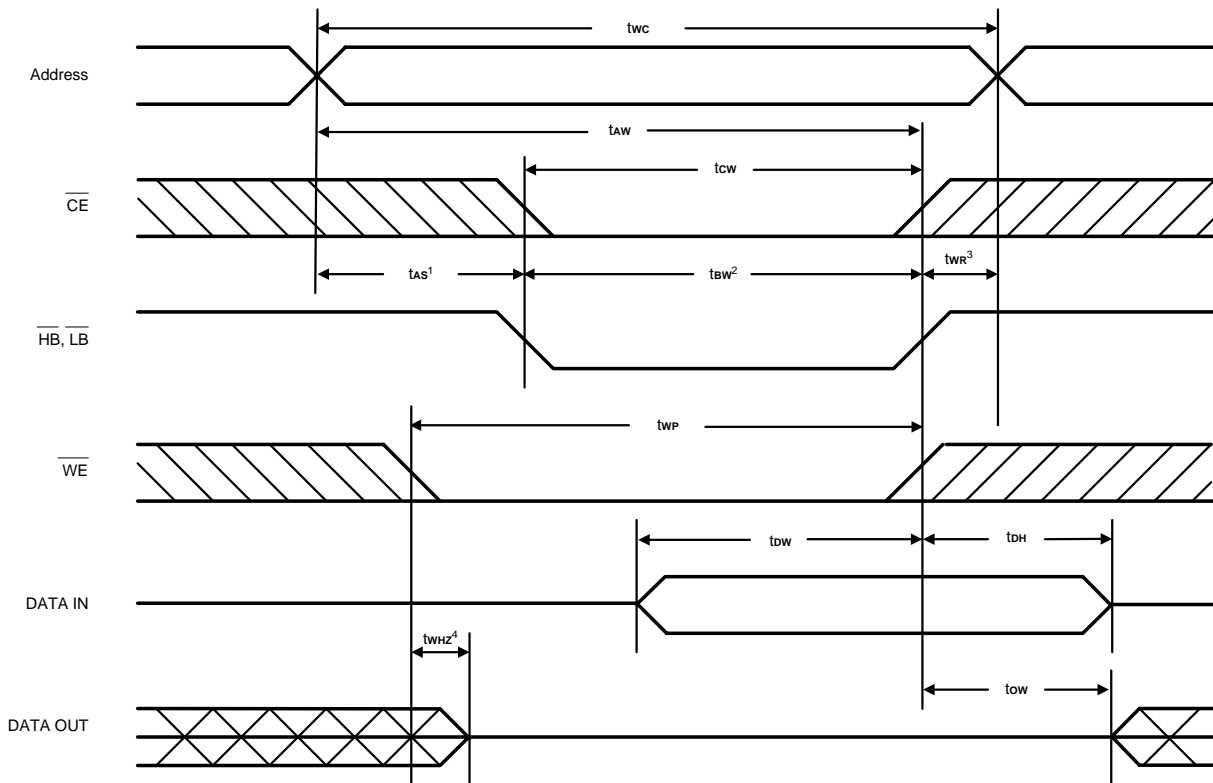 tWC
Address
tAW
tCW
CE
tAS1
tBW2
tWR3
HB, LB
tWP
WE
tDW
tDH
DATA IN
tWHZ4
tOW
DATA OUT